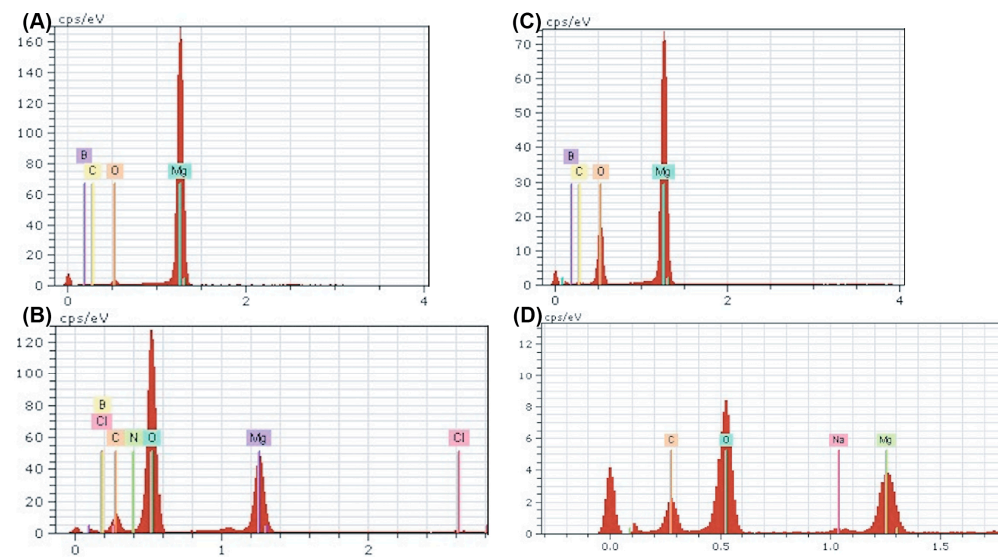 (A)
cps/eV
160
140
120
100
80
60
40
20
0
B
C O Mg
0 2 4
(C)
cps/eV
70
60
50
40
30
20
10
0
B
C O Mg
0 2 4
(B)
cps/eV
120
100
80
60
40
20
0
B
Cl
C N O Mg Cl
0 1 2
(D)
cps/eV
12
10
8
6
4
2
0
C O Na Mg
0.0 0.5 1.0 1.5